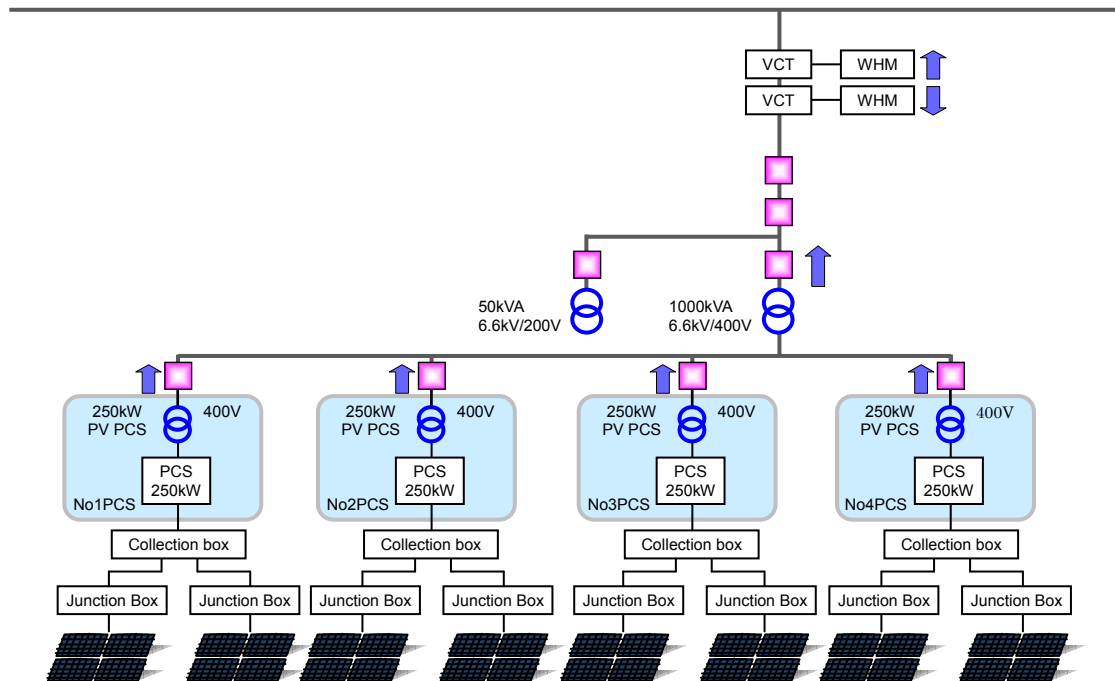 VCT
WHM
VCT
WHM
50kVA
6.6kV/200V
1000kVA
6.6kV/400V
250kW
PV PCS
400V
PCS
250kW
No1PCS
250kW
PV PCS
400V
PCS
250kW
No2PCS
250kW
PV PCS
400V
PCS
250kW
No3PCS
250kW
PV PCS
400V
PCS
250kW
No4PCS
Collection box
Collection box
Collection box
Collection box
Junction Box
Junction Box
Junction Box
Junction Box
Junction Box
Junction Box
Junction Box
Junction Box